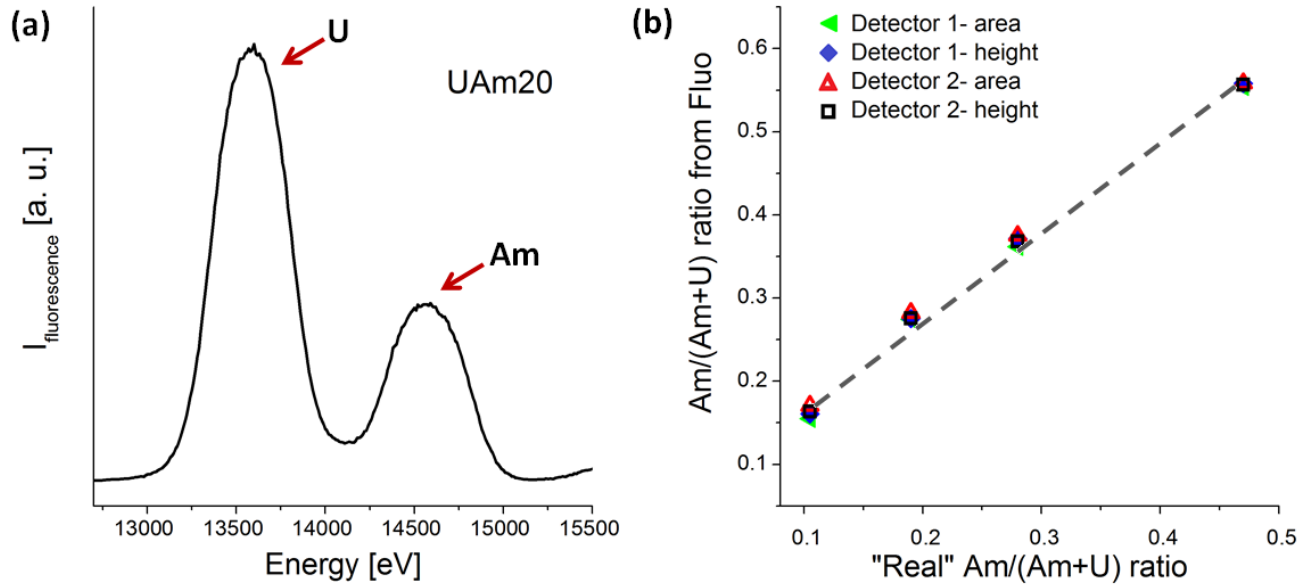 (a)
U
UAm20
Am
I fluorescence [a. u.]
13000 13500 14000 14500 15000 15500
Energy [eV]
(b)
Detector 1- area
Detector 1- height
Detector 2- area
Detector 2- height
Am/(Am+U) ratio from Fluo
0.6
0.5
0.4
0.3
0.2
0.1
0.1 0.2 0.3 0.4 0.5
"Real" Am/(Am+U) ratio